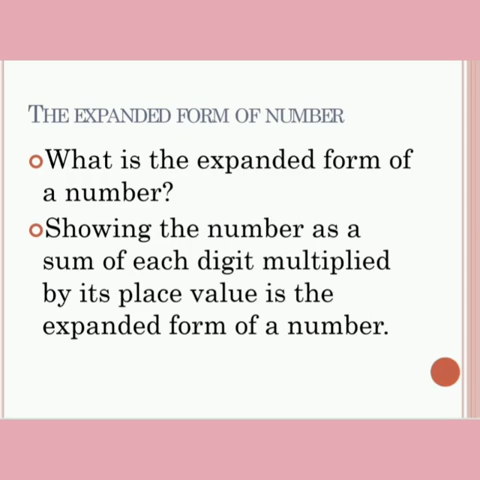 THE EXPANDED FORM OF NUMBER
What is the expanded form of
a number?
Showing the number as a
sum of each digit multiplied
by its place value is the
expanded form of a number.